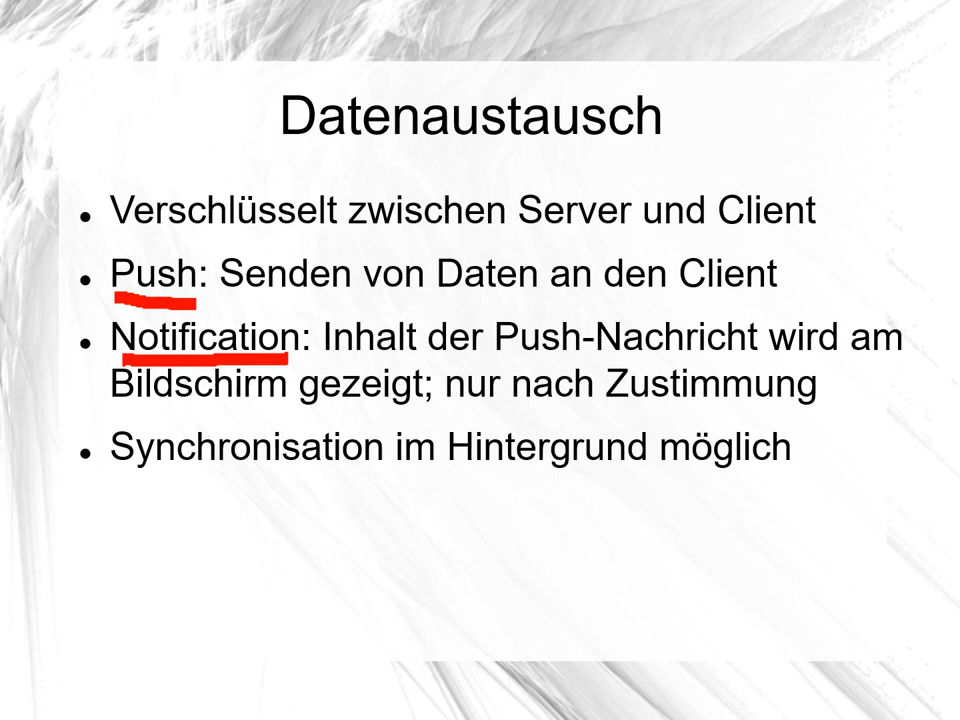 Datenaustausch
● Verschlüsselt zwischen Server und Client
● Push: Senden von Daten an den Client
● Notification: Inhalt der Push-Nachricht wird am
Bildschirm gezeigt; nur nach Zustimmung
● Synchronisation im Hintergrund möglich